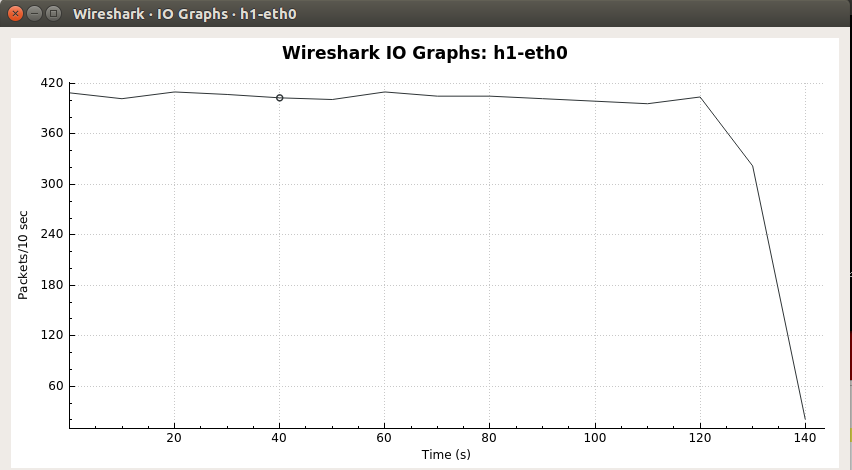 Wireshark · IO Graphs · h1-eth0
Wireshark IO Graphs: h1-eth0
420
360
300
240
180
120
60
Packets/10 sec
20 40 60 80 100 120 140
Time (s)